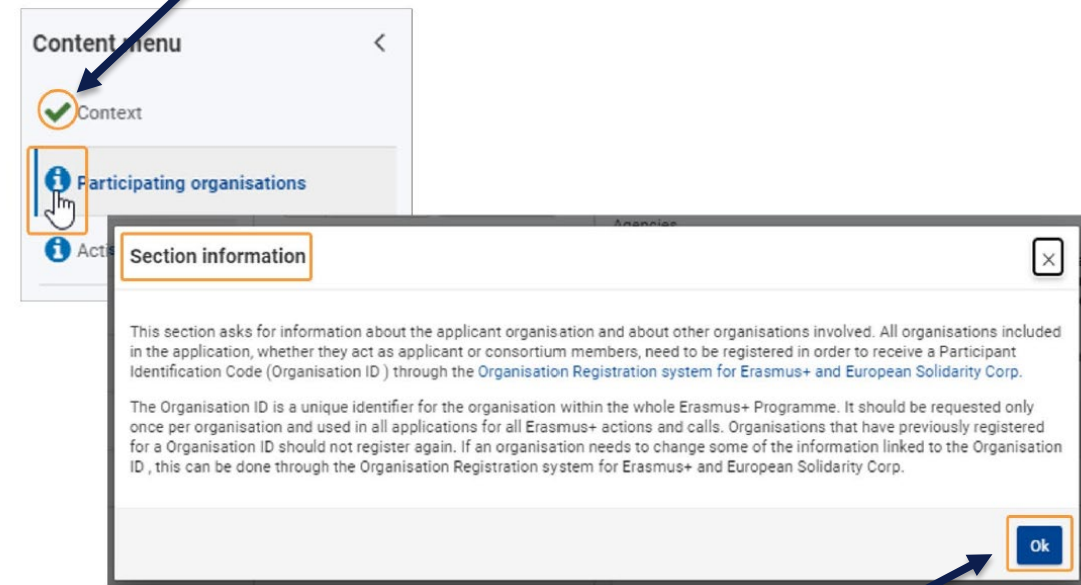 Content menu
Context
Participating organisations
Agencies
Acti
Section information
This section asks for information about the applicant organisation and about other organisations involved. All organisations included
in the application, whether they act as applicant or consortium members, need to be registered in order to receive a Participant
Identification Code (Organisation ID ) through the Organisation Registration system for Erasmus+ and European Solidarity Corp.
The Organisation ID is a unique identifier for the organisation within the whole Erasmus+ Programme. It should be requested only
once per organisation and used in all applications for all Erasmus+ actions and calls. Organisations that have previously registered
for a Organisation ID should not register again. If an organisation needs to change some of the information linked to the Organisation
ID , this can be done through the Organisation Registration system for Erasmus+ and European Solidarity Corp.
Ok